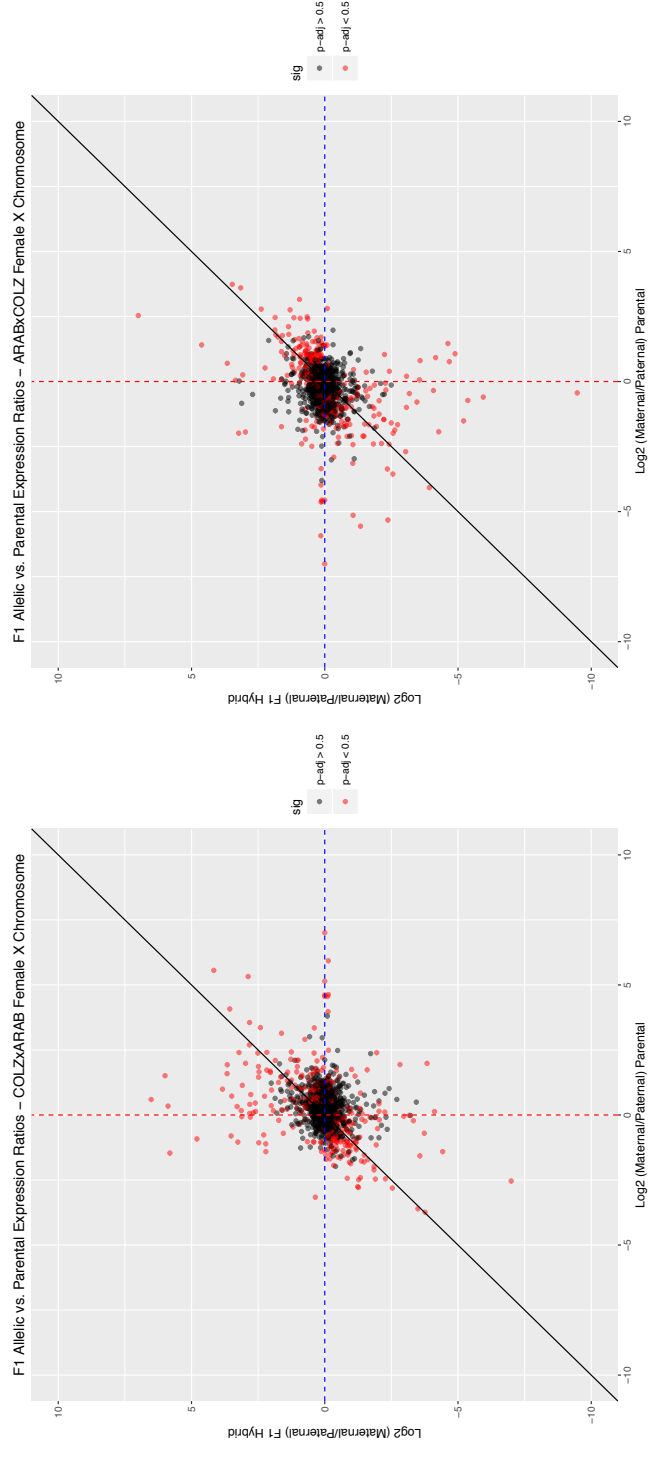 F1 Allelic vs. Parental Expression Ratios − COLZxARAB Female X Chromosome
10
5
0
−5
−10
Log2 (Maternal/Paternal) F1 Hybrid
−10
−5
0
5
10
Log2 (Maternal/Paternal) Parental
sig
p−adj > 0.5
p−adj < 0.5
F1 Allelic vs. Parental Expression Ratios − ARABxCOLZ Female X Chromosome
10
5
0
−5
−10
Log2 (Maternal/Paternal) F1 Hybrid
−10
−5
0
5
10
Log2 (Maternal/Paternal) Parental
sig
p−adj > 0.5
p−adj < 0.5